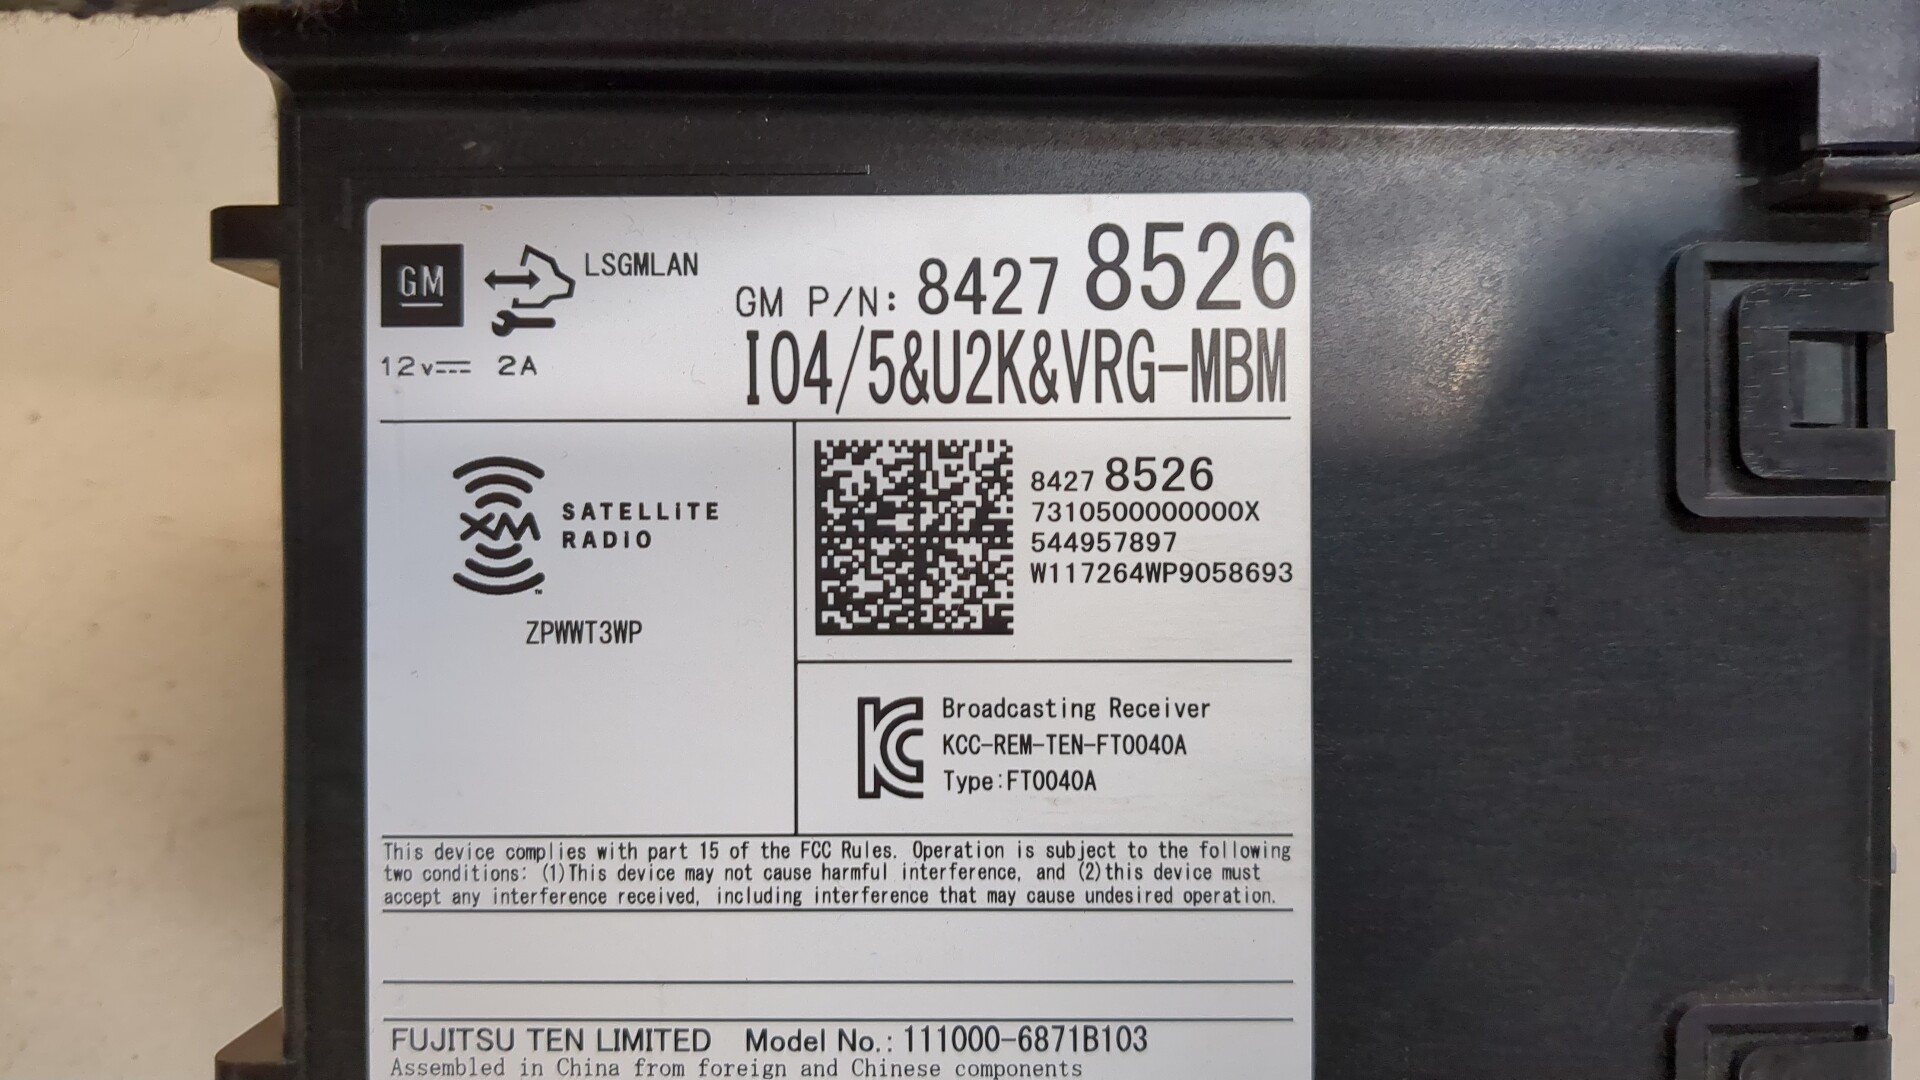 GM
LSGMLAN
GM P/N: 8427 8526
12v 2A
IO4/5&U2K&VRG-MBM
XM SATELLITE
RADIO
TM
ZPWWT3WP
8427 8526
7310500000000X
544957897
W117264WP9058693
Broadcasting Receiver
KCC-REM-TEN-FT0040A
Type:FT0040A
This device complies with part 15 of the FCC Rules. Operation is subject to the following
two conditions: (1)This device may not cause harmful interference, and (2)this device must
accept any interference received, including interference that may cause undesired operation.
FUJITSU TEN LIMITED Model No.: 111000-6871B103
Assembled in China from foreign and Chinese components